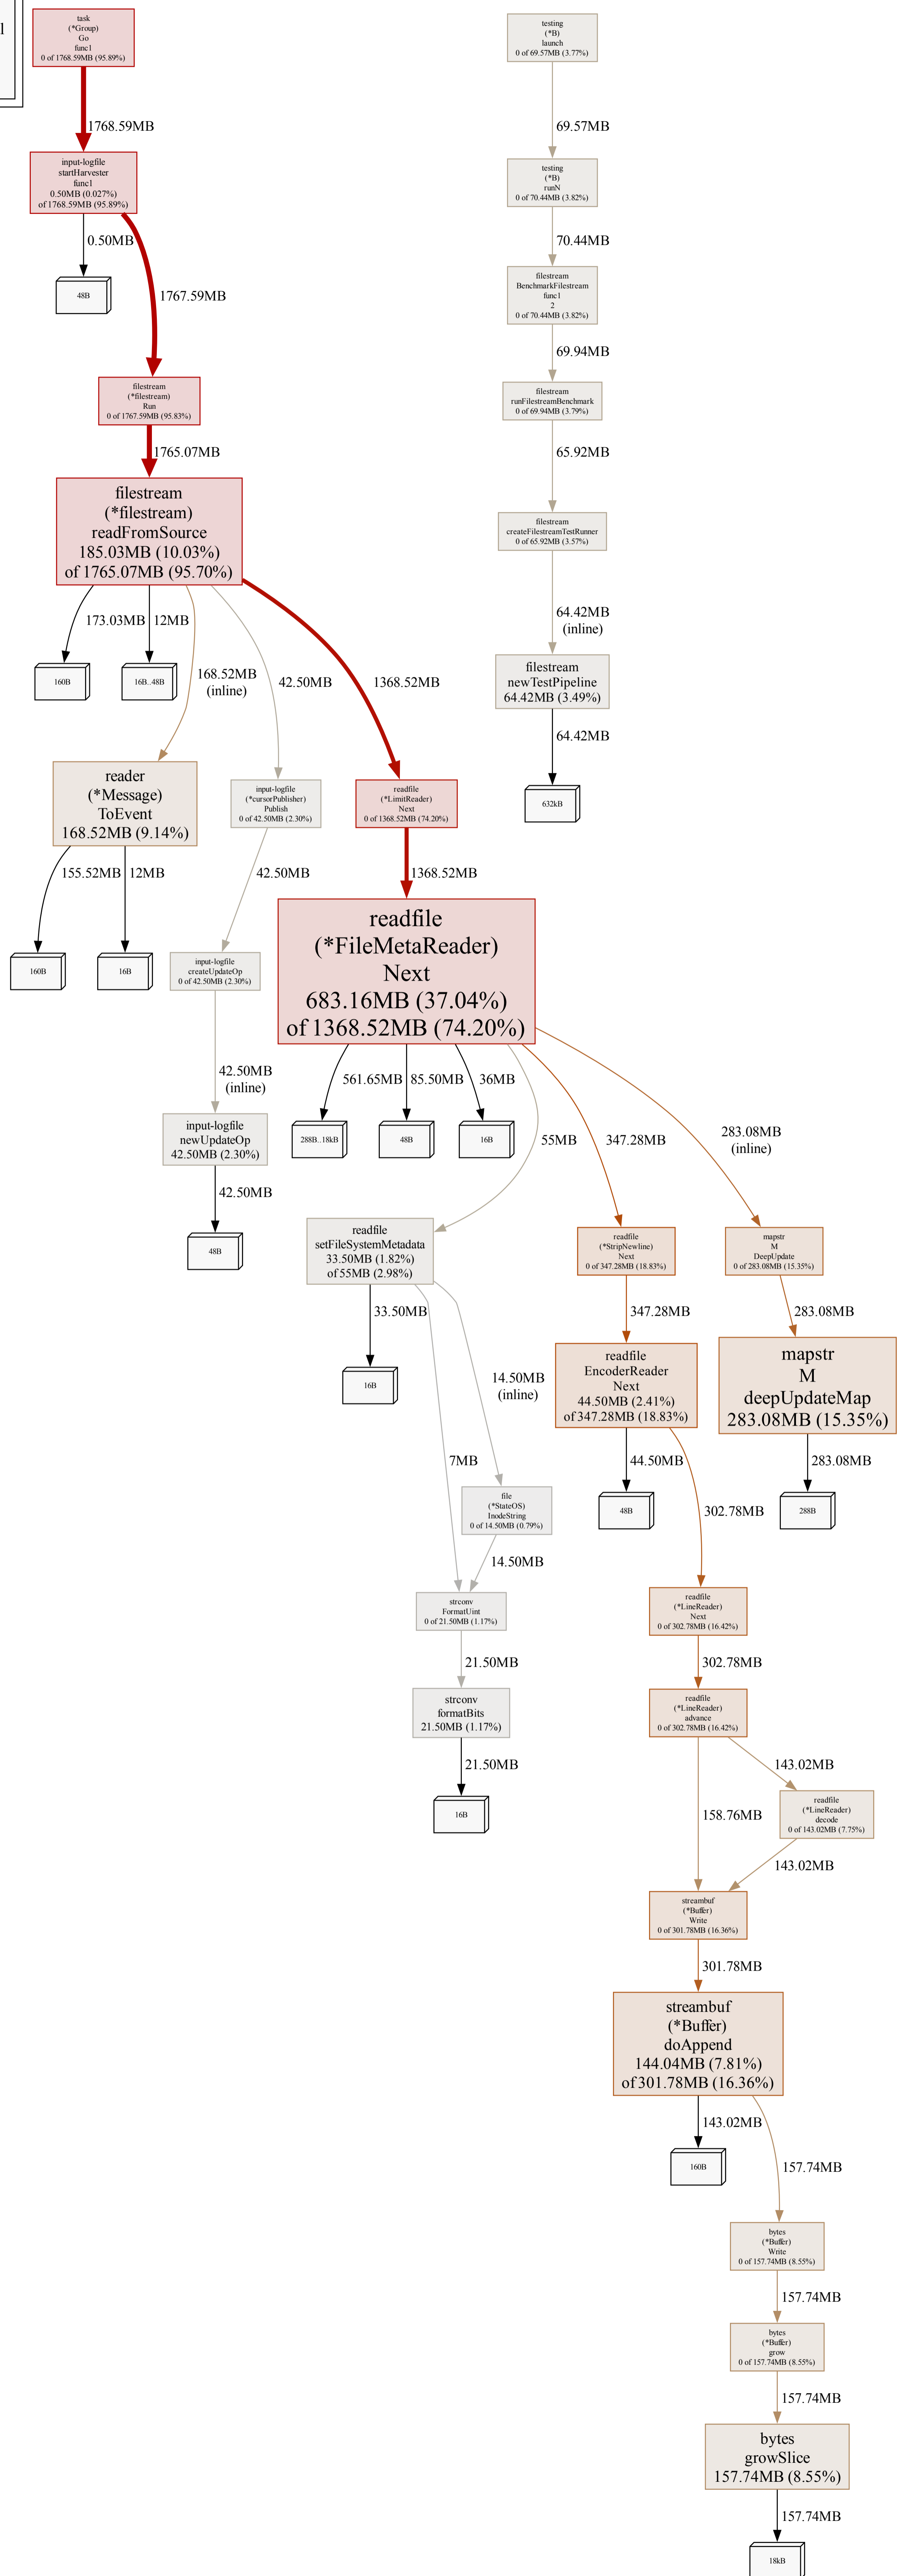 l
task
(*Group)
Go
func1
0 of 1768.59MB (95.89%)
1768.59MB
input-logfile
startHarvester
func1
0.50MB (0.027%)
of 1768.59MB (95.89%)
0.50MB
48B
1767.59MB
filestream
(*filestream)
Run
0 of 1767.59MB (95.83%)
1765.07MB
filestream
(*filestream)
readFromSource
185.03MB (10.03%)
of 1765.07MB (95.70%)
173.03MB
12MB
168.52MB
(inline)
42.50MB
1368.52MB
160B
16B..48B
reader
(*Message)
ToEvent
168.52MB (9.14%)
155.52MB
12MB
160B
16B
input-logfile
(*cursorPublisher)
Publish
0 of 42.50MB (2.30%)
42.50MB
input-logfile
createUpdateOp
0 of 42.50MB (2.30%)
42.50MB
(inline)
input-logfile
newUpdateOp
42.50MB (2.30%)
42.50MB
48B
readfile
(*LimitReader)
Next
0 of 1368.52MB (74.20%)
1368.52MB
readfile
(*FileMetaReader)
Next
683.16MB (37.04%)
of 1368.52MB (74.20%)
561.65MB
85.50MB
36MB
55MB
347.28MB
283.08MB
(inline)
288B..18kB
48B
16B
readfile
setFileSystemMetadata
33.50MB (1.82%)
of 55MB (2.98%)
33.50MB
16B
7MB
14.50MB
(inline)
file
(*StateOS)
InodeString
0 of 14.50MB (0.79%)
14.50MB
strconv
FormatUint
0 of 21.50MB (1.17%)
21.50MB
strconv
formatBits
21.50MB (1.17%)
21.50MB
16B
readfile
(*StripNewline)
Next
0 of 347.28MB (18.83%)
347.28MB
readfile
EncoderReader
Next
44.50MB (2.41%)
of 347.28MB (18.83%)
44.50MB
48B
302.78MB
mapstr
M
DeepUpdate
0 of 283.08MB (15.35%)
283.08MB
mapstr
M
deepUpdateMap
283.08MB (15.35%)
283.08MB
288B
readfile
(*LineReader)
Next
0 of 302.78MB (16.42%)
302.78MB
readfile
(*LineReader)
advance
0 of 302.78MB (16.42%)
143.02MB
158.76MB
readfile
(*LineReader)
decode
0 of 143.02MB (7.75%)
143.02MB
streambuf
(*Buffer)
Write
0 of 301.78MB (16.36%)
301.78MB
streambuf
(*Buffer)
doAppend
144.04MB (7.81%)
of 301.78MB (16.36%)
143.02MB
160B
157.74MB
bytes
(*Buffer)
Write
0 of 157.74MB (8.55%)
157.74MB
bytes
(*Buffer)
grow
0 of 157.74MB (8.55%)
157.74MB
bytes
growSlice
157.74MB (8.55%)
157.74MB
18kB
testing
(*B)
launch
0 of 69.57MB (3.77%)
69.57MB
testing
(*B)
runN
0 of 70.44MB (3.82%)
70.44MB
filestream
BenchmarkFilestream
func1
2
0 of 70.44MB (3.82%)
69.94MB
filestream
runFilestreamBenchmark
0 of 69.94MB (3.79%)
65.92MB
filestream
createFilestreamTestRunner
0 of 65.92MB (3.57%)
64.42MB
(inline)
filestream
newTestPipeline
64.42MB (3.49%)
64.42MB
632kB